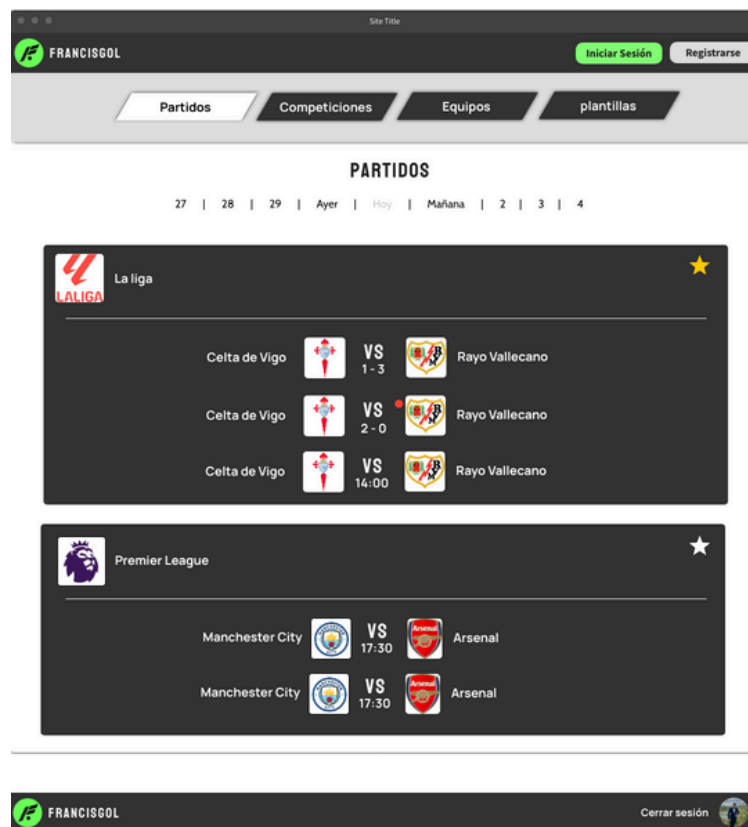 Site Title
FRANCISGOL Iniciar Sesión Registrarse
Partidos Competiciones Equipos plantillas
PARTIDOS
27 | 28 | 29 | Ayer | Hoy | Mañana | 2 | 3 | 4
LALIGA La liga
Celta de Vigo VS Rayo Vallecano
1 - 3
Celta de Vigo VS Rayo Vallecano
2 - 0
Celta de Vigo VS Rayo Vallecano
14:00
Premier League
Manchester City VS Arsenal
17:30
Manchester City VS Arsenal
17:30
FRANCISGOL Cerrar sesión